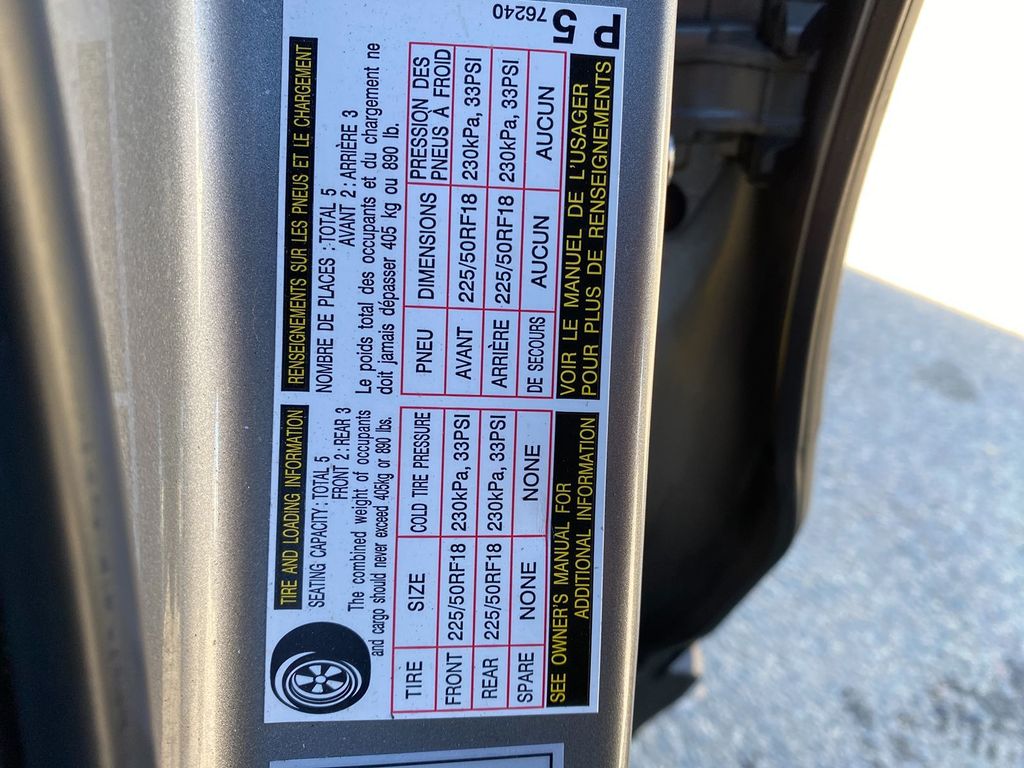 TIRE AND LOADING INFORMATION
SEATING CAPACITY : TOTAL 5
FRONT 2 : REAR 3
The combined weight of occupants
and cargo should never exceed 405kg or 890 lbs.
TIRE SIZE COLD TIRE PRESSURE
FRONT 225/50RF18 230kPa, 33PSI
REAR 225/50RF18 230kPa, 33PSI
SPARE NONE NONE
SEE OWNER'S MANUAL FOR
ADDITIONAL INFORMATION
RENSEIGNEMENTS SUR LES PNEUS ET LE CHARGEMENT
NOMBRE DE PLACES : TOTAL 5
AVANT 2 : ARRIÈRE 3
Le poids total des occupants et du chargement ne
doit jamais dépasser 405 kg ou 890 lb.
PNEU DIMENSIONS PRESSION DES
PNEUS À FROID
AVANT 225/50RF18 230kPa, 33PSI
ARRIÈRE 225/50RF18 230kPa, 33PSI
DE SECOURS AUCUN AUCUN
VOIR LE MANUEL DE L'USAGER
POUR PLUS DE RENSEIGNEMENTS
76240
P5